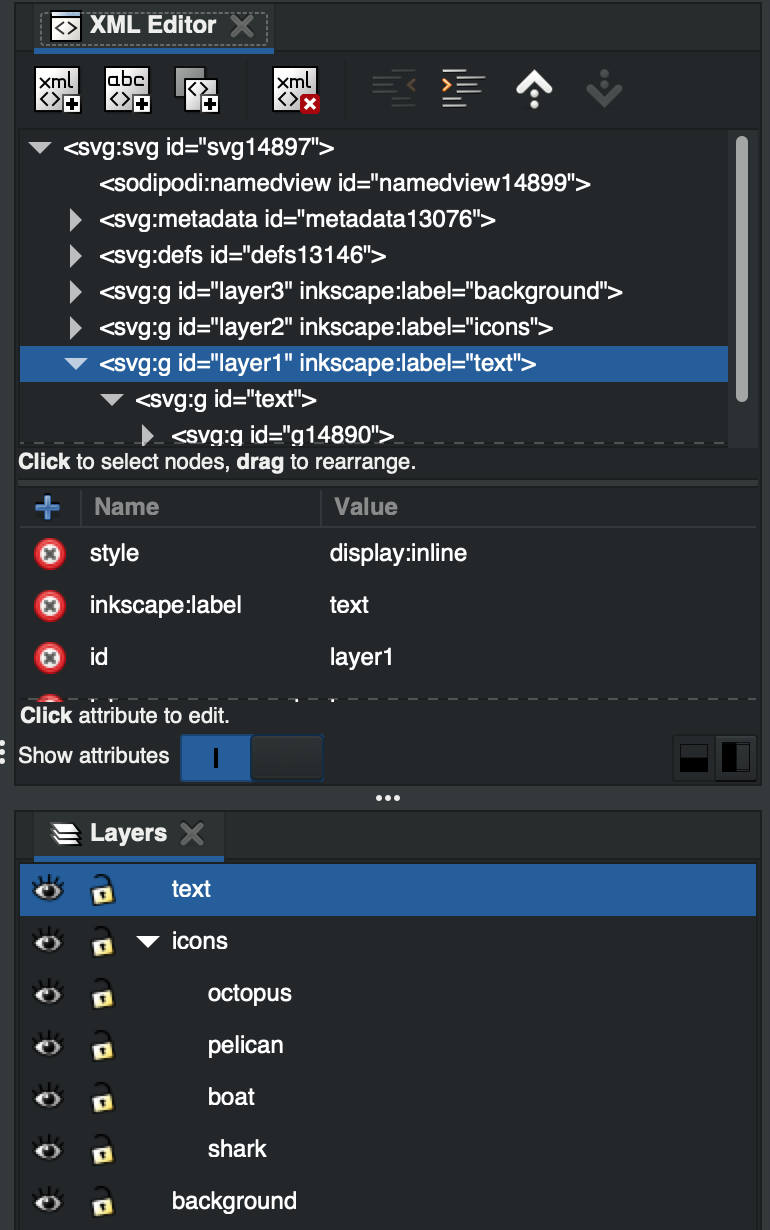 XML Editor
xml abc xml
<svg:svg id="svg14897">
<sodipodi:namedview id="namedview14899">
<svg:metadata id="metadata13076">
<svg:defs id="defs13146">
<svg:g id="layer3" inkscape:label="background">
<svg:g id="layer2" inkscape:label="icons">
<svg:g id="layer1" inkscape:label="text">
<svg:g id="text">
<svg:g id="g14890">
Click to select nodes, drag to rearrange.
Name Value
style display:inline
inkscape:label text
id layer1
Click attribute to edit.
Show attributes
Layers
text
icons
octopus
pelican
boat
shark
background